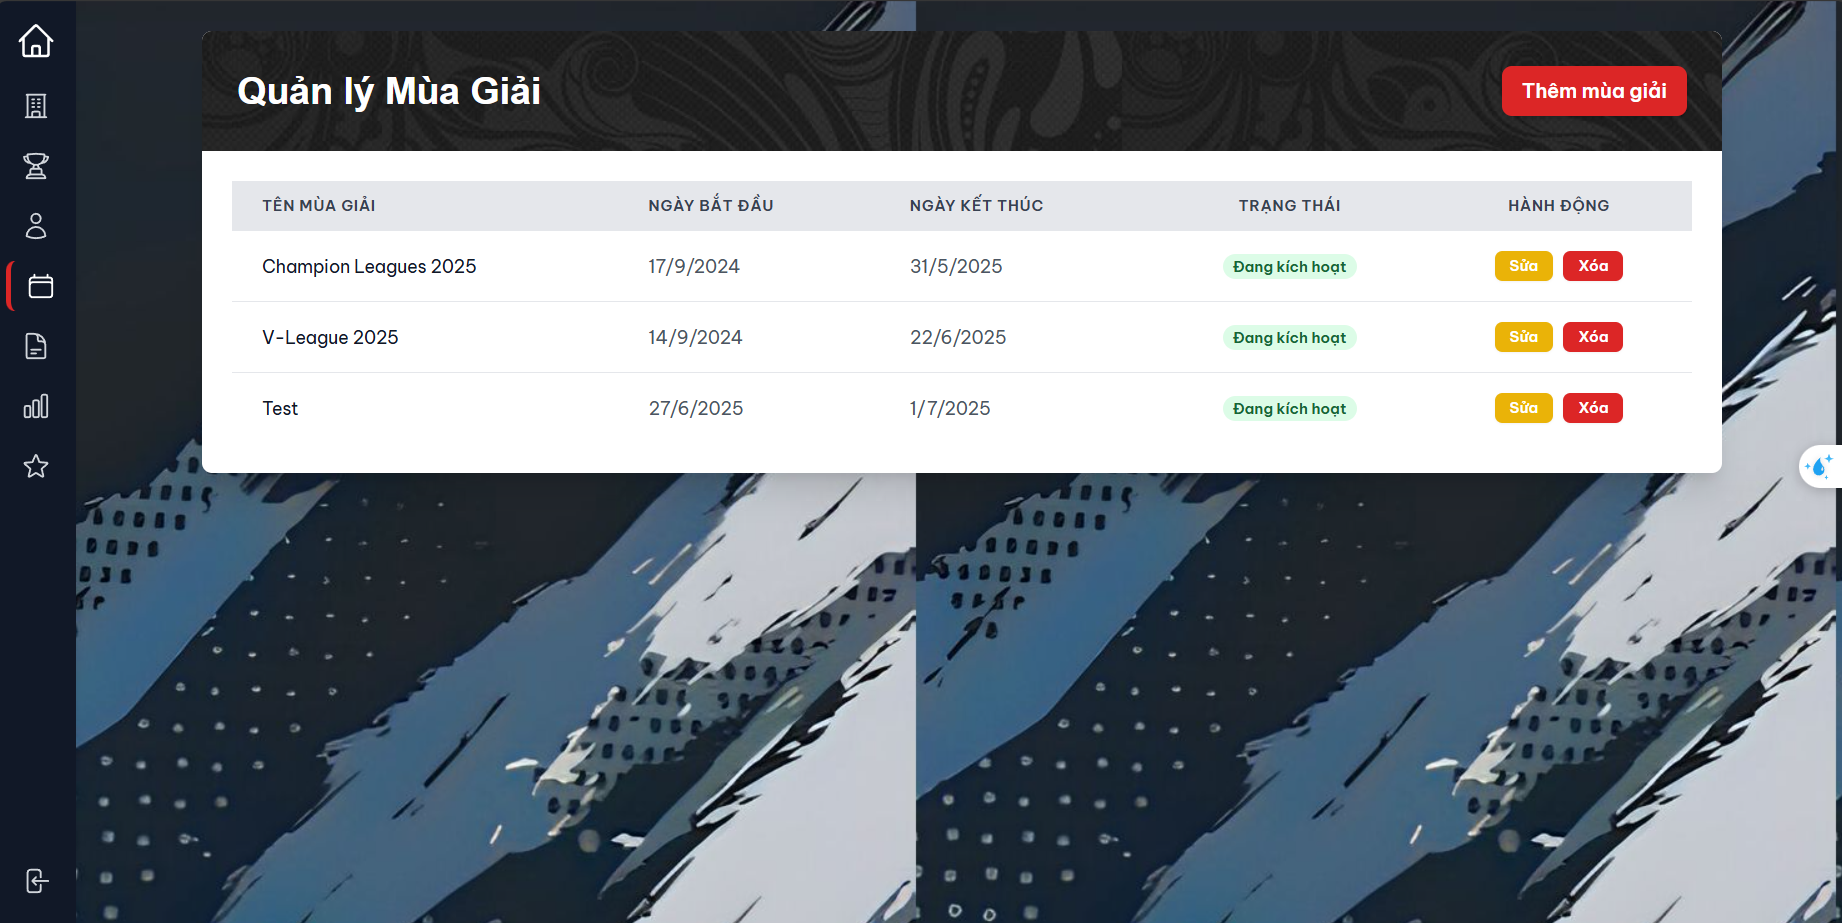 Quản lý Mùa Giải
Thêm mùa giải
TÊN MÙA GIẢI NGÀY BẮT ĐẦU NGÀY KẾT THÚC TRẠNG THÁI HÀNH ĐỘNG
Champion Leagues 2025 17/9/2024 31/5/2025 Đang kích hoạt Sửa Xóa
V-League 2025 14/9/2024 22/6/2025 Đang kích hoạt Sửa Xóa
Test 27/6/2025 1/7/2025 Đang kích hoạt Sửa Xóa